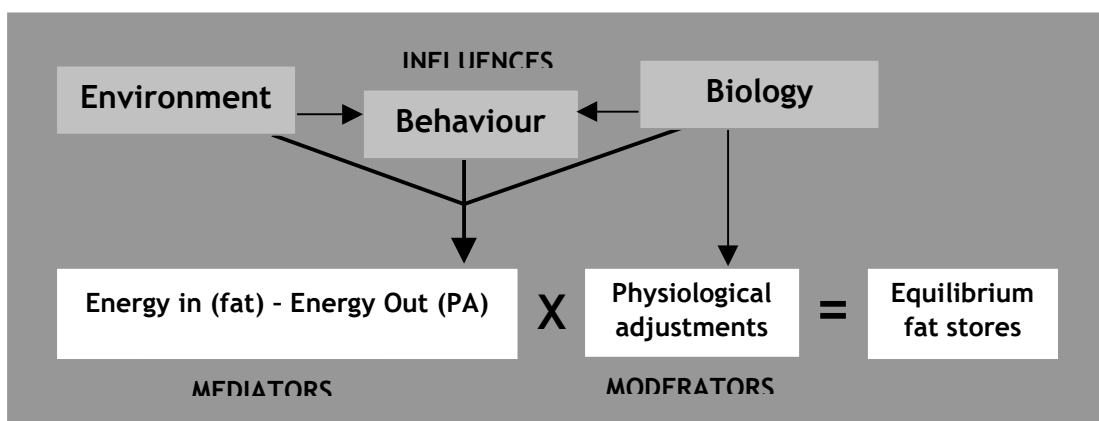 INFLUENCES
Environment
Behaviour
Biology
Energy in (fat) – Energy Out (PA)
X
Physiological
adjustments
=
Equilibrium
fat stores
MEDIATORS
MODERATORS